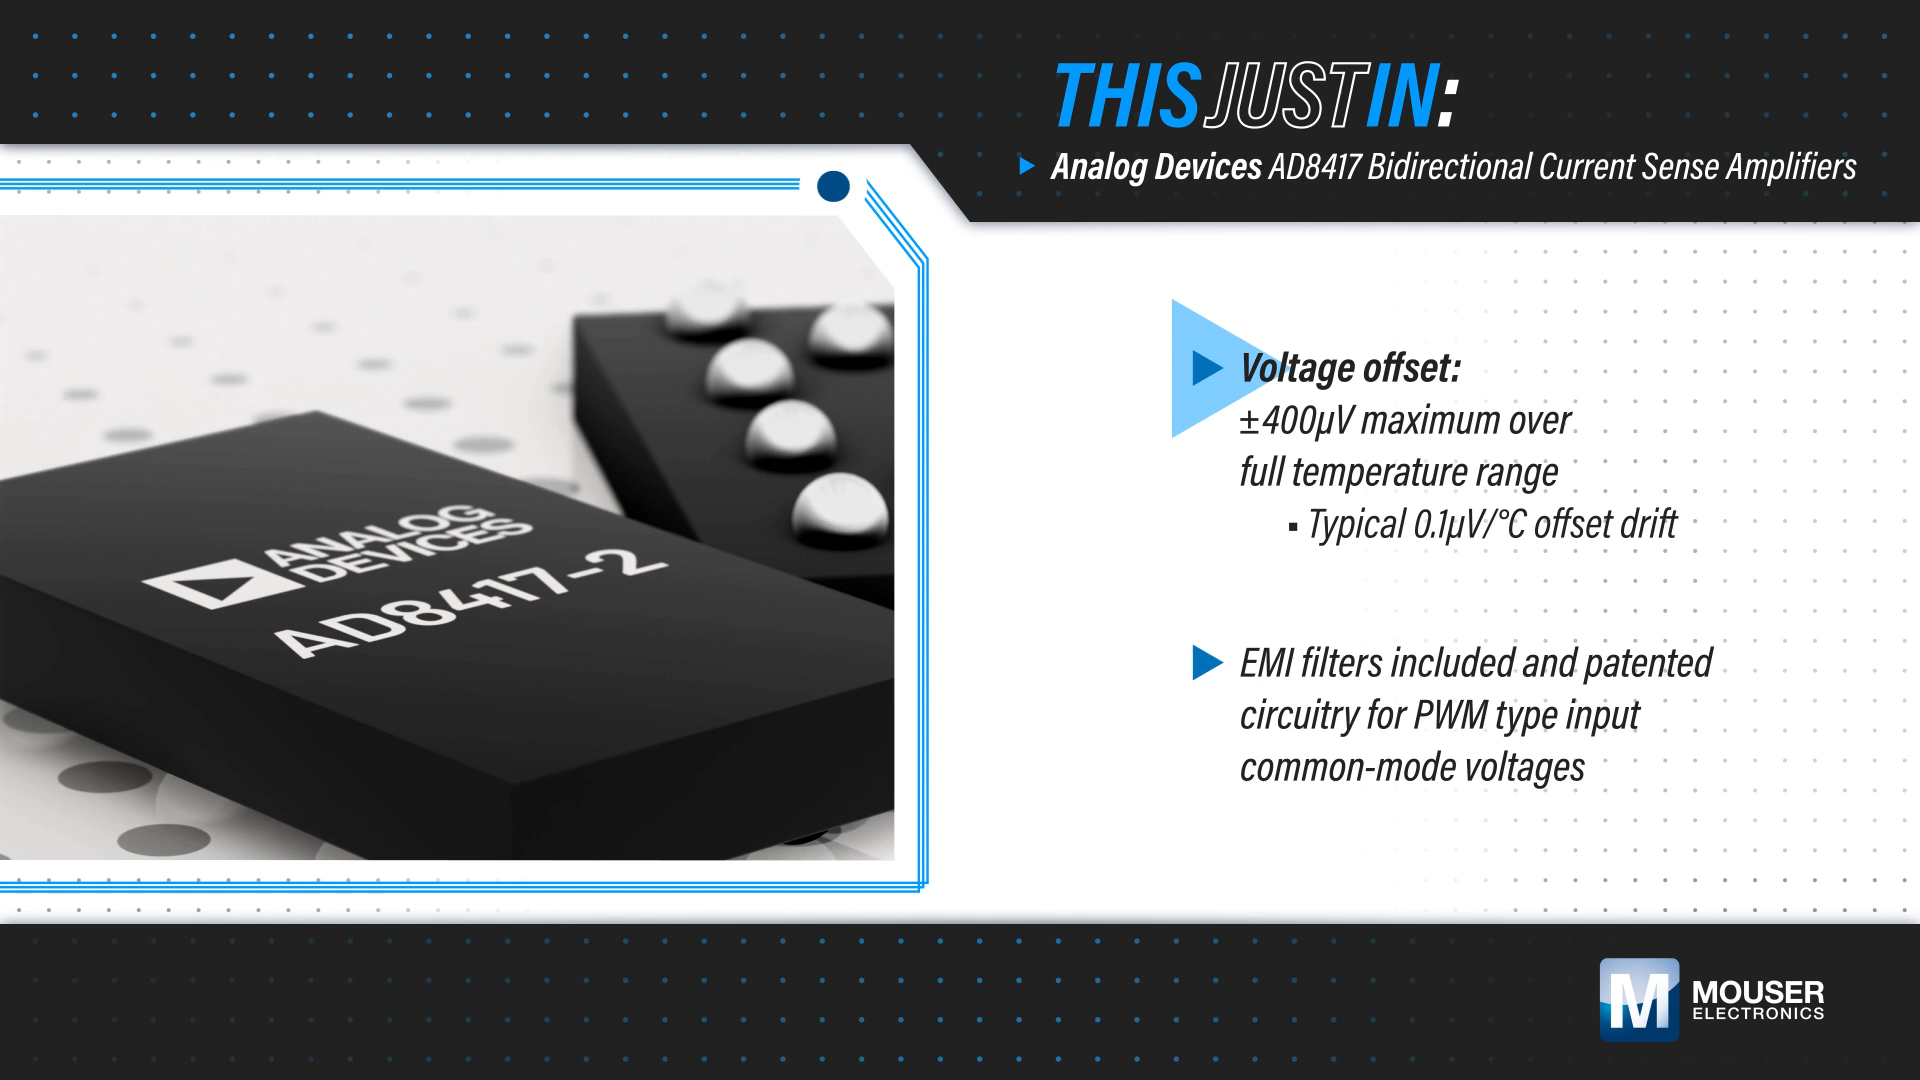 THIS JUST IN:
Analog Devices AD8417 Bidirectional Current Sense Amplifiers
ANALOG
DEVICES
AD8417-2
Voltage offset:
±400µV maximum over
full temperature range
▪ Typical 0.1µV/°C offset drift
EMI filters included and patented
circuitry for PWM type input
common-mode voltages
M
MOUSER
ELECTRONICS